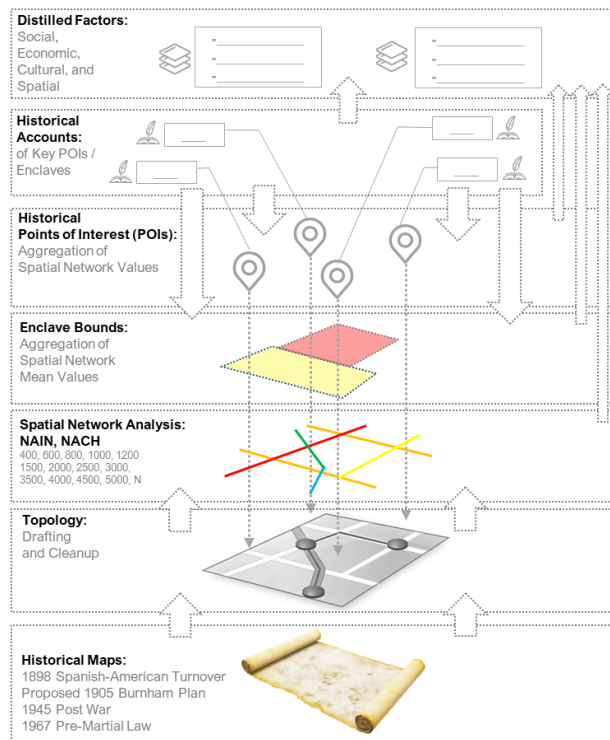 Distilled Factors:
Social,
Economic,
Cultural, and
Spatial
Historical
Accounts:
of Key POIs /
Enclaves
Historical
Points of Interest (POIs):
Aggregation of
Spatial Network Values
Enclave Bounds:
Aggregation of
Spatial Network
Mean Values
Spatial Network Analysis:
NAIN, NACH
400, 600, 800, 1000, 1200
1500, 2000, 2500, 3000,
3500, 4000, 4500, 5000, N
Topology:
Drafting
and Cleanup
Historical Maps:
1898 Spanish-American Turnover
Proposed 1905 Burnham Plan
1945 Post War
1967 Pre-Martial Law